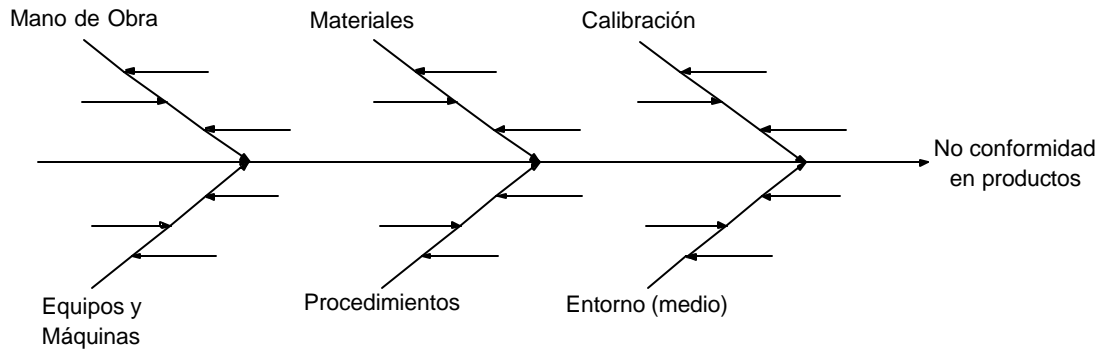 Mano de Obra
Materiales
Calibración
No conformidad
en productos
Equipos y
Máquinas
Procedimientos
Entorno (medio)